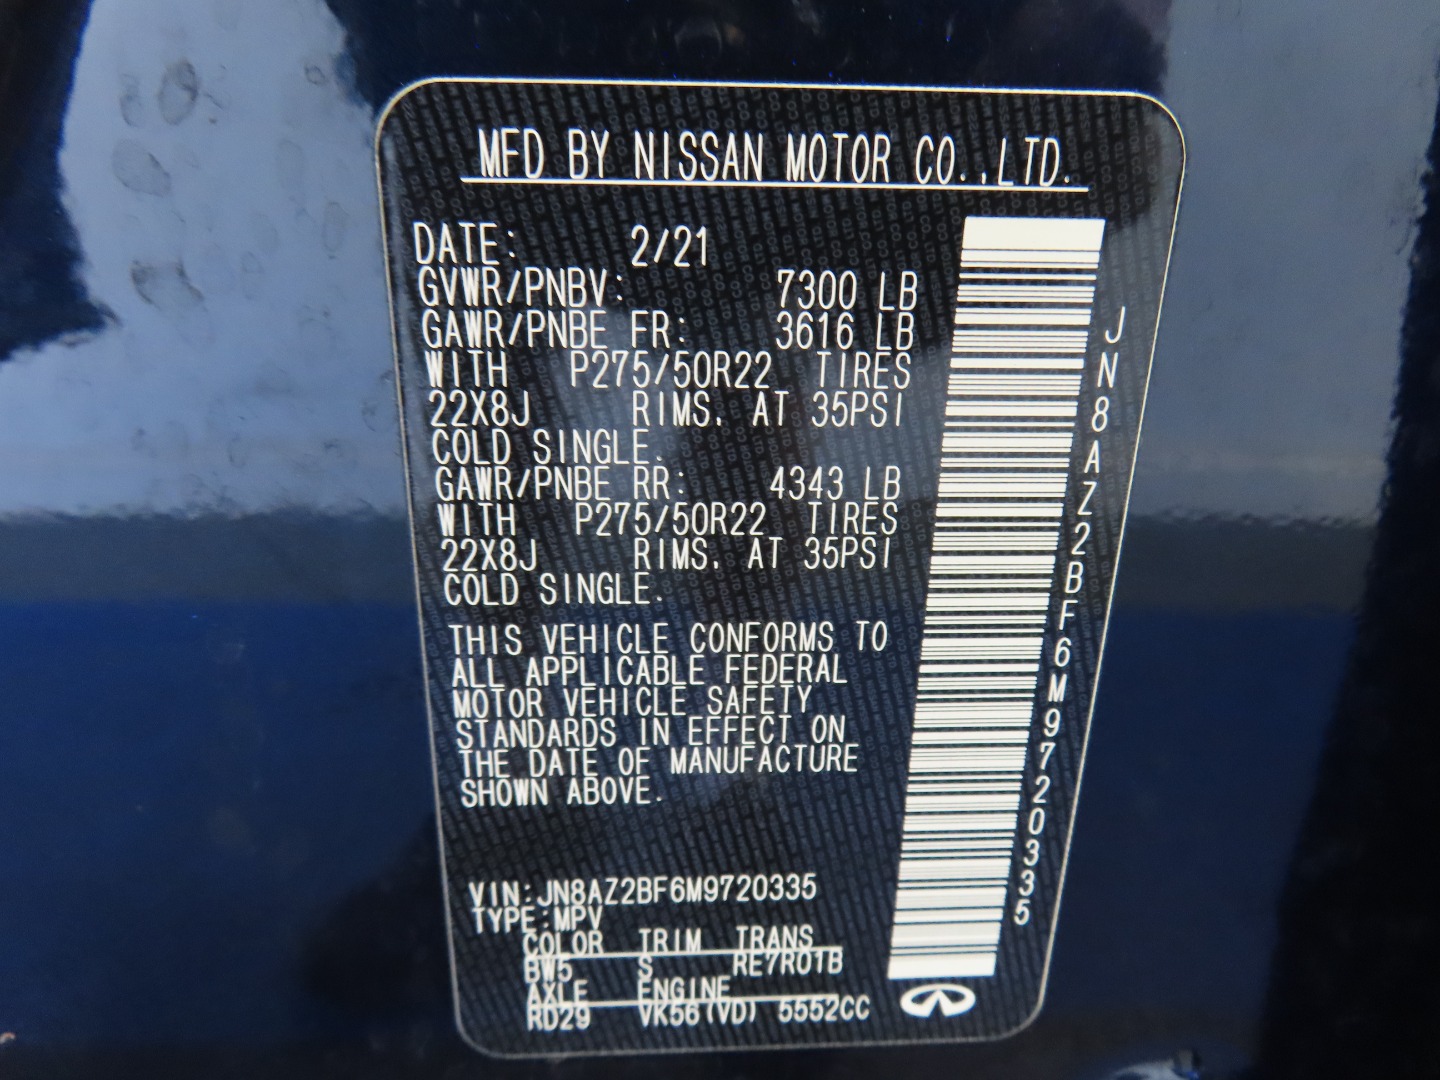 MFD BY NISSAN MOTOR CO.,LTD.
DATE: 2/21
GVWR/PNBV: 7300 LB
GAWR/PNBE FR: 3616 LB
WITH P275/50R22 TIRES
22X8J RIMS. AT 35PSI
COLD SINGLE.
GAWR/PNBE RR: 4343 LB
WITH P275/50R22 TIRES
22X8J RIMS. AT 35PSI
COLD SINGLE.
THIS VEHICLE CONFORMS TO
ALL APPLICABLE FEDERAL
MOTOR VEHICLE SAFETY
STANDARDS IN EFFECT ON
THE DATE OF MANUFACTURE
SHOWN ABOVE.
VIN:JN8AZ2BF6M9720335
TYPE:MPV
COLOR TRIM TRANS
BW5 S RE7R01B
AXLE ENGINE
RD29 VK56(VD) 5552CC
JN8AZ2BF6M9720335